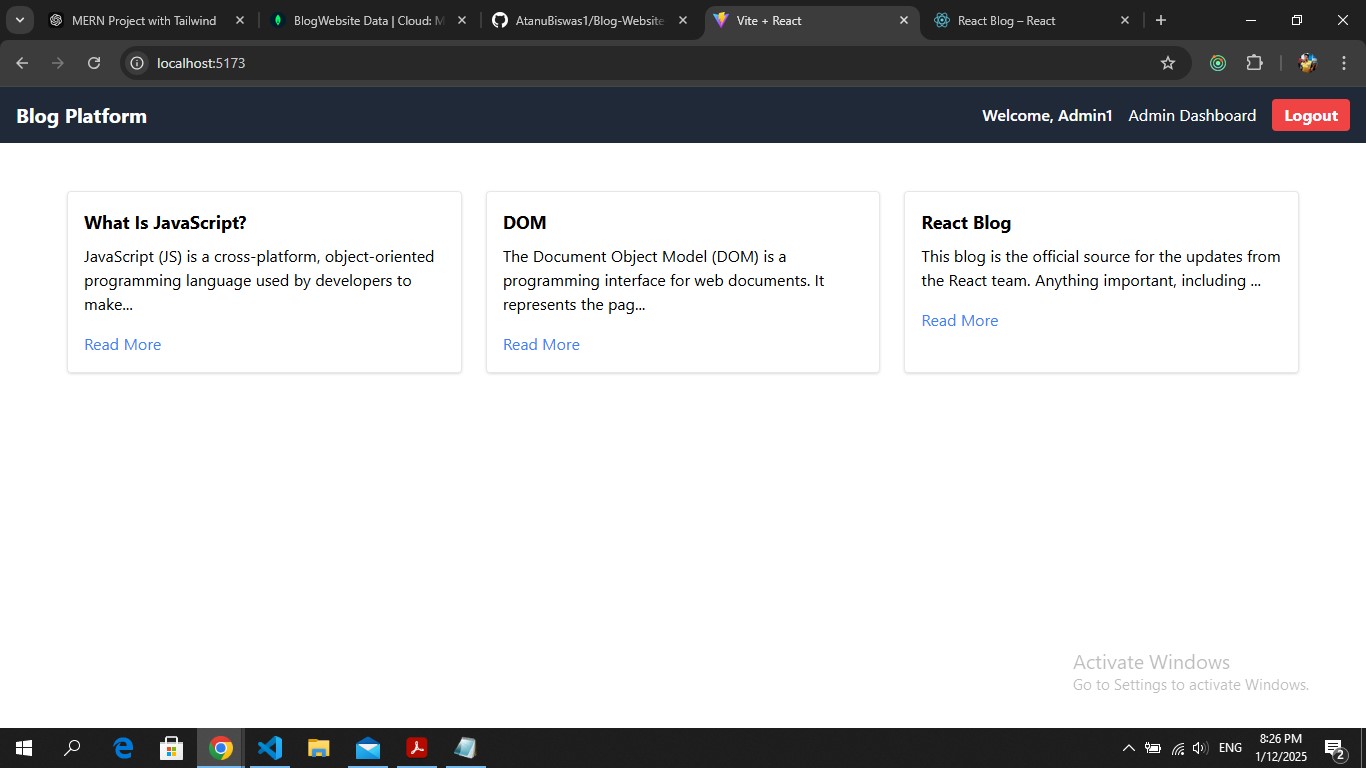 MERN Project with Tailwind
BlogWebsite Data | Cloud: M
AtanuBiswas1/Blog-Website
Vite + React
React Blog – React
localhost:5173
Blog Platform
Welcome, Admin1
Admin Dashboard
Logout
What Is JavaScript?
JavaScript (JS) is a cross-platform, object-oriented
programming language used by developers to
make...
Read More
DOM
The Document Object Model (DOM) is a
programming interface for web documents. It
represents the pag...
Read More
React Blog
This blog is the official source for the updates from
the React team. Anything important, including ...
Read More
Activate Windows
Go to Settings to activate Windows.
ENG
8:26 PM
1/12/2025
2